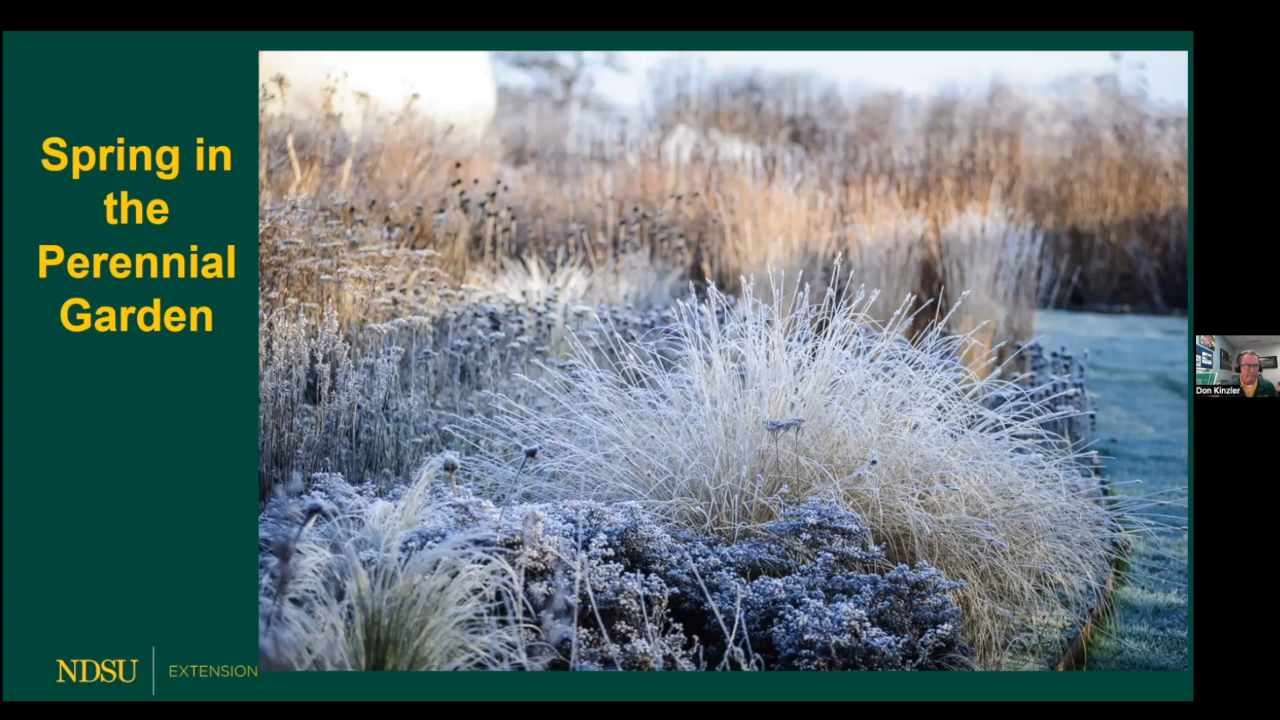 Spring in
the
Perennial
Garden
NDSU EXTENSION
Don Kinzler